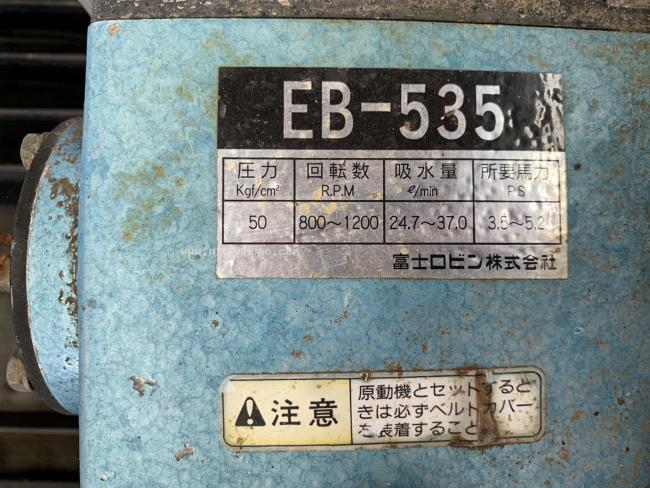 EB-535
圧力 回転数 吸水量 所要馬力
Kgf/cm² R.P.M ℓ/min P.S
50 800～1200 24.7～37.0 3.5～5.2
富士ロビン株式会社
注意
原動機とセットすると
きは必ずベルトカバー
を装着すること。